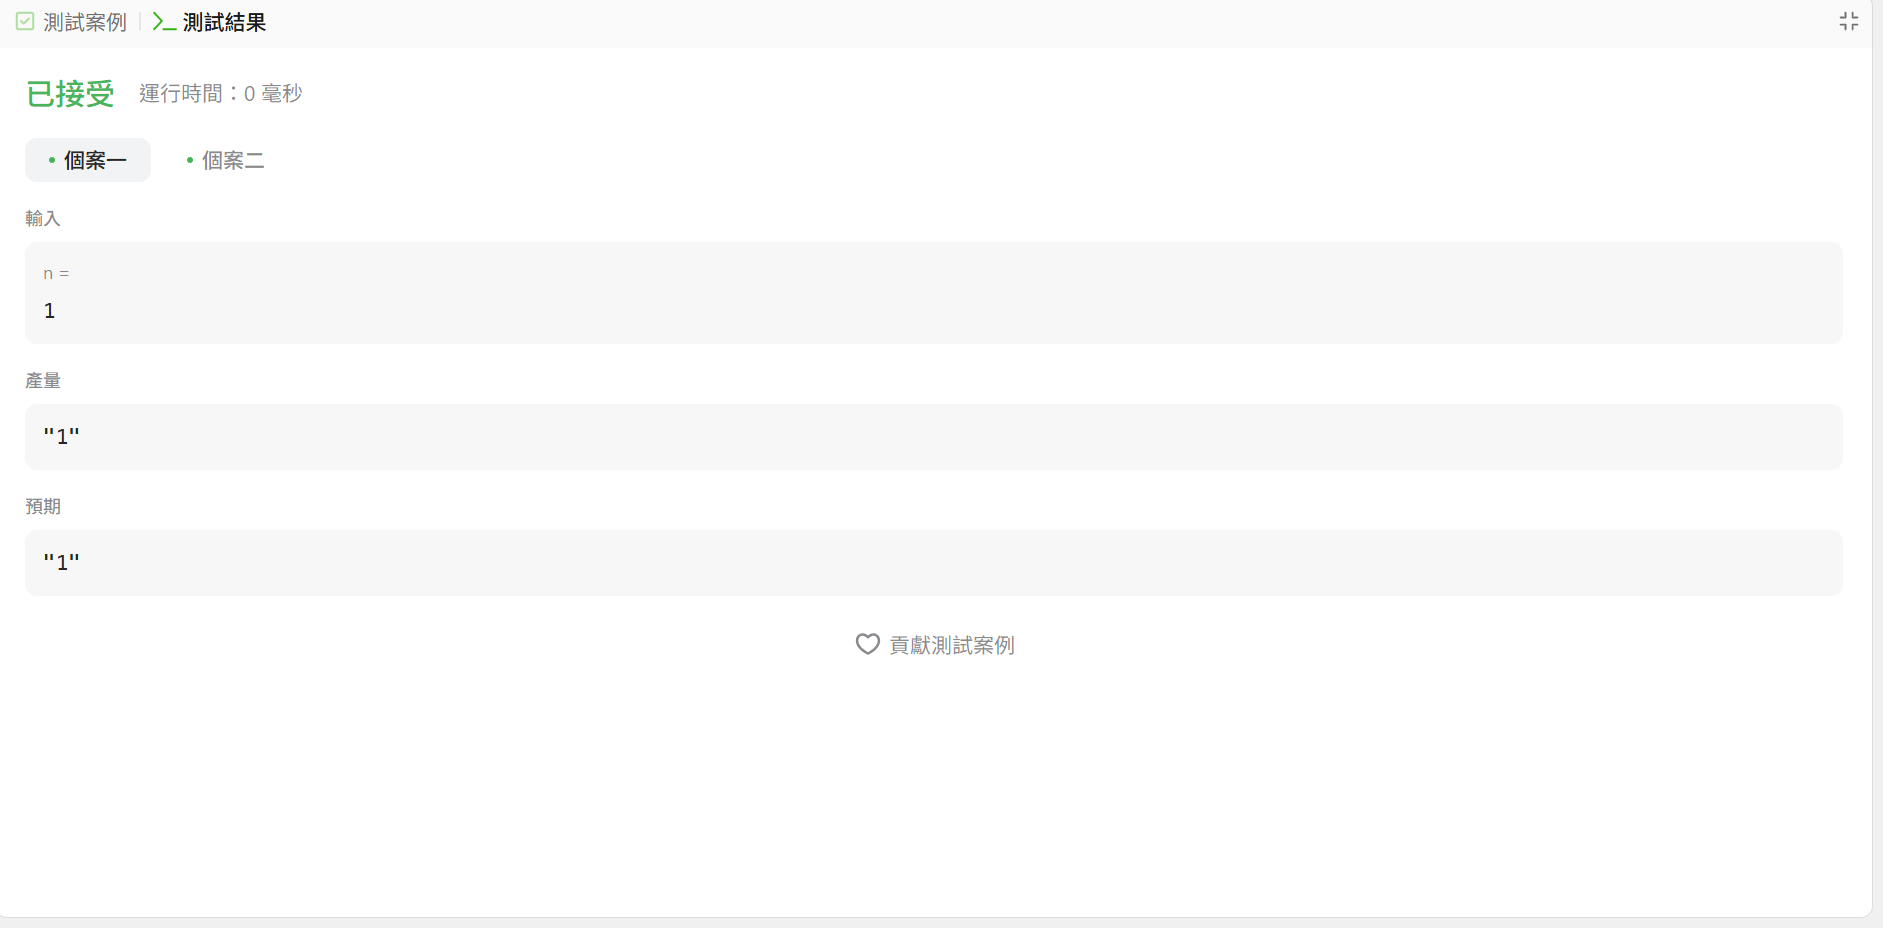 測試案例 測試結果
已接受 運行時間：0 毫秒
個案一 個案二
輸入
n =
1
產量
"1"
預期
"1"
貢獻測試案例